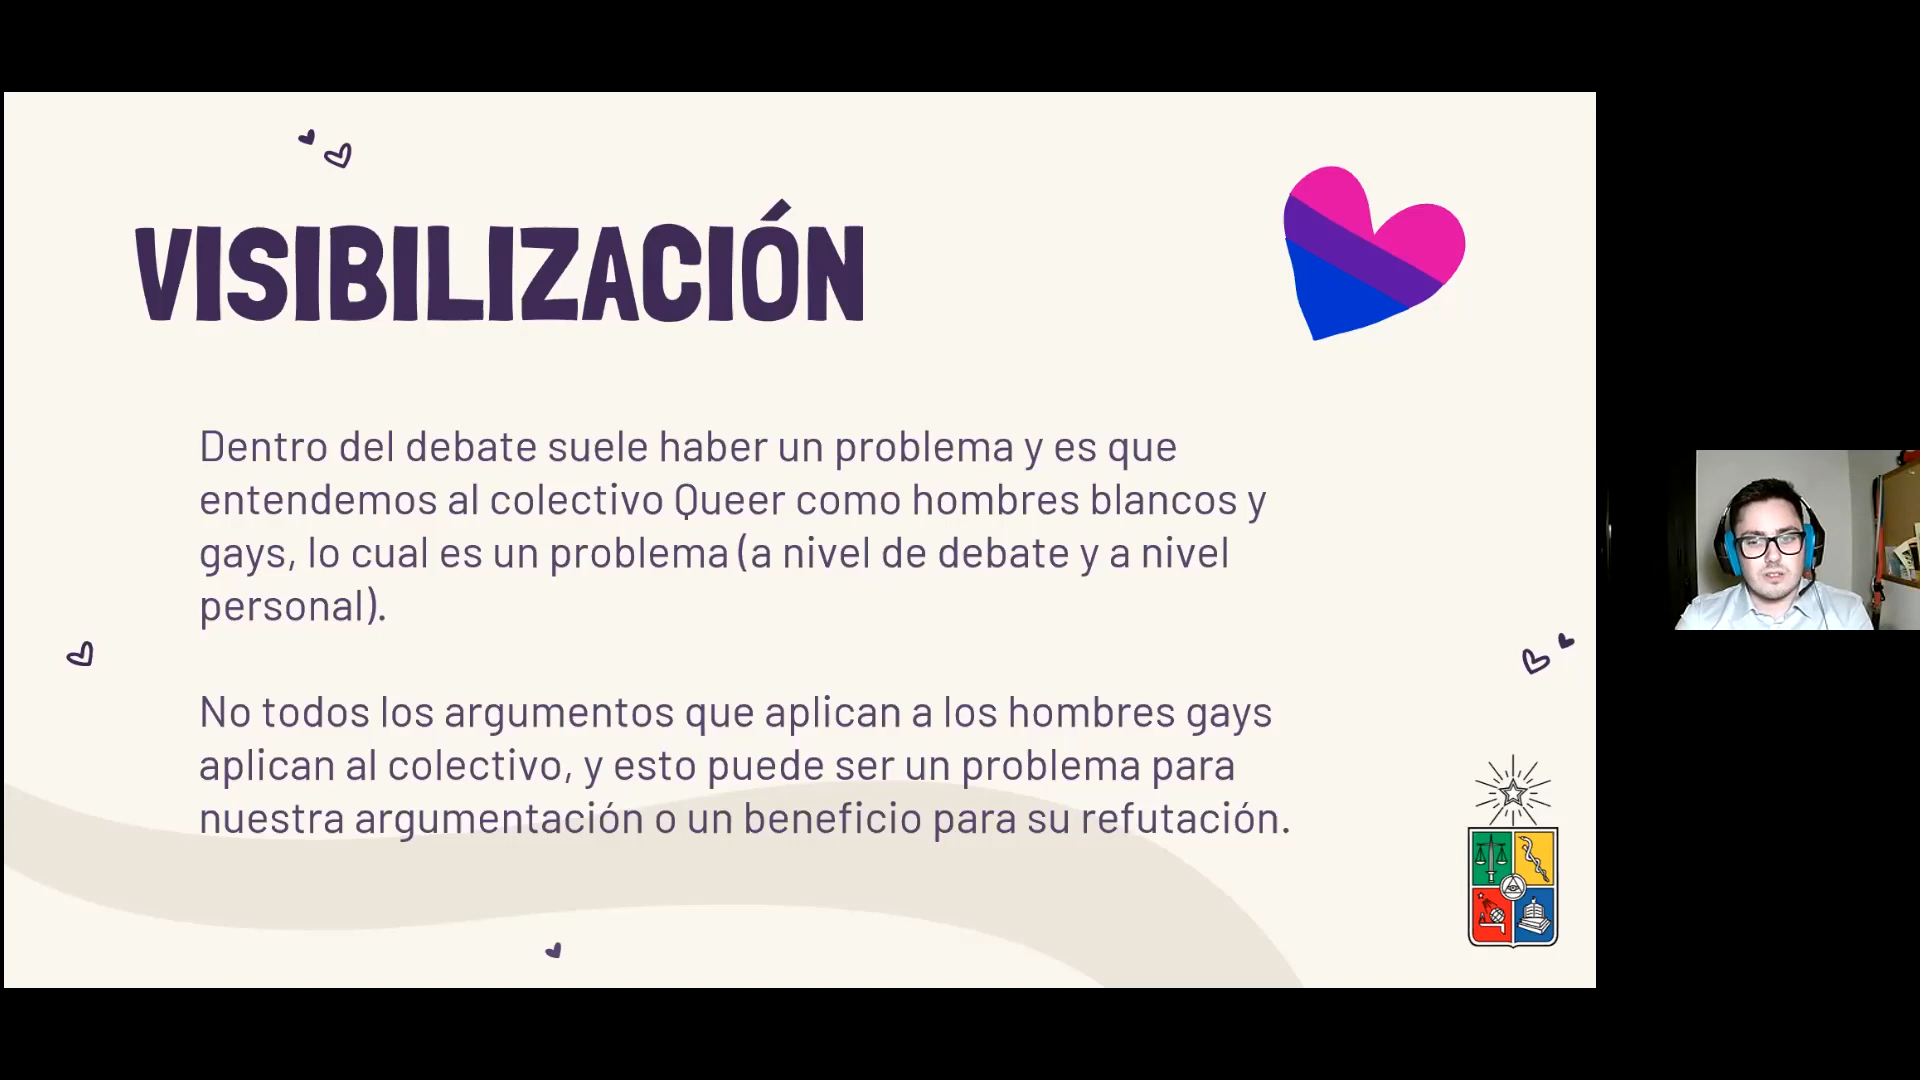 VISIBILIZACIÓN
Dentro del debate suele haber un problema y es que
entendemos al colectivo Queer como hombres blancos y
gays, lo cual es un problema (a nivel de debate y a nivel
personal).
No todos los argumentos que aplican a los hombres gays
aplican al colectivo, y esto puede ser un problema para
nuestra argumentación o un beneficio para su refutación.